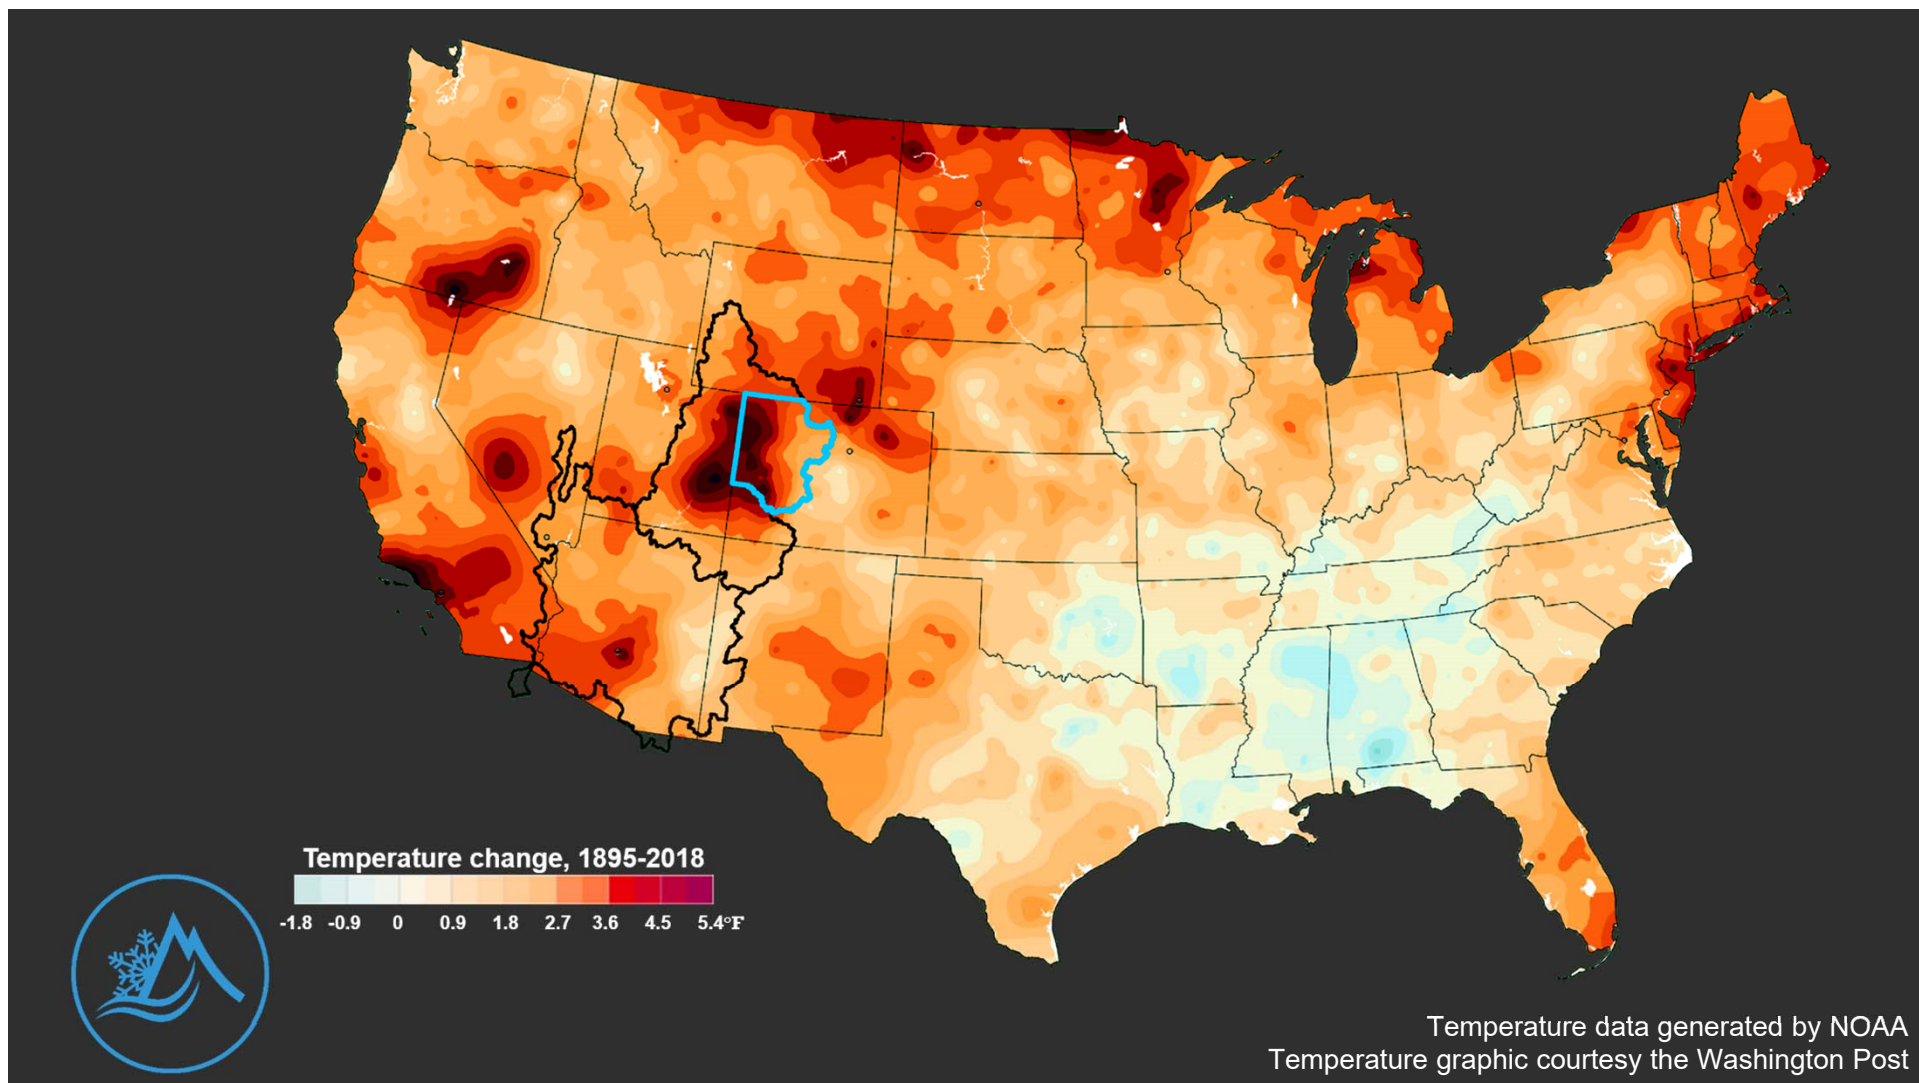 Temperature change, 1895-2018
-1.8 -0.9 0 0.9 1.8 2.7 3.6 4.5 5.4°F
Temperature data generated by NOAA
Temperature graphic courtesy the Washington Post